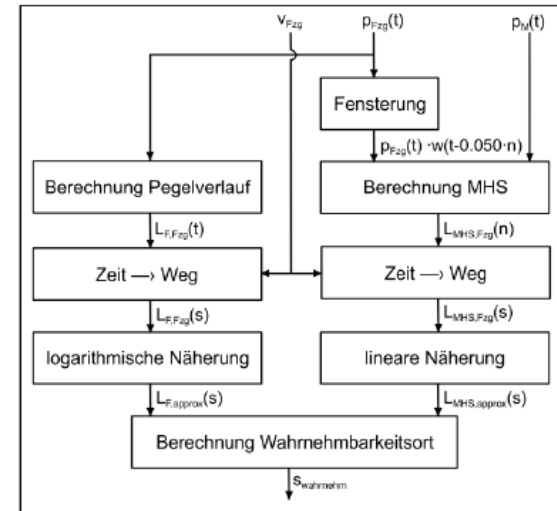 v_Fzg p_Fzg(t) p_M(t)
Fensterung
p_Fzg(t) ·w(t-0.050·n)
Berechnung Pegelverlauf Berechnung MHS
L_F,Fzg(t) L_MHS,Fzg(n)
Zeit —› Weg Zeit —› Weg
L_F,Fzg(s) L_MHS,Fzg(s)
logarithmische Näherung lineare Näherung
L_F,approx(s) L_MHS,approx(s)
Berechnung Wahrnehmbarkeitsort
s_wahrnehm